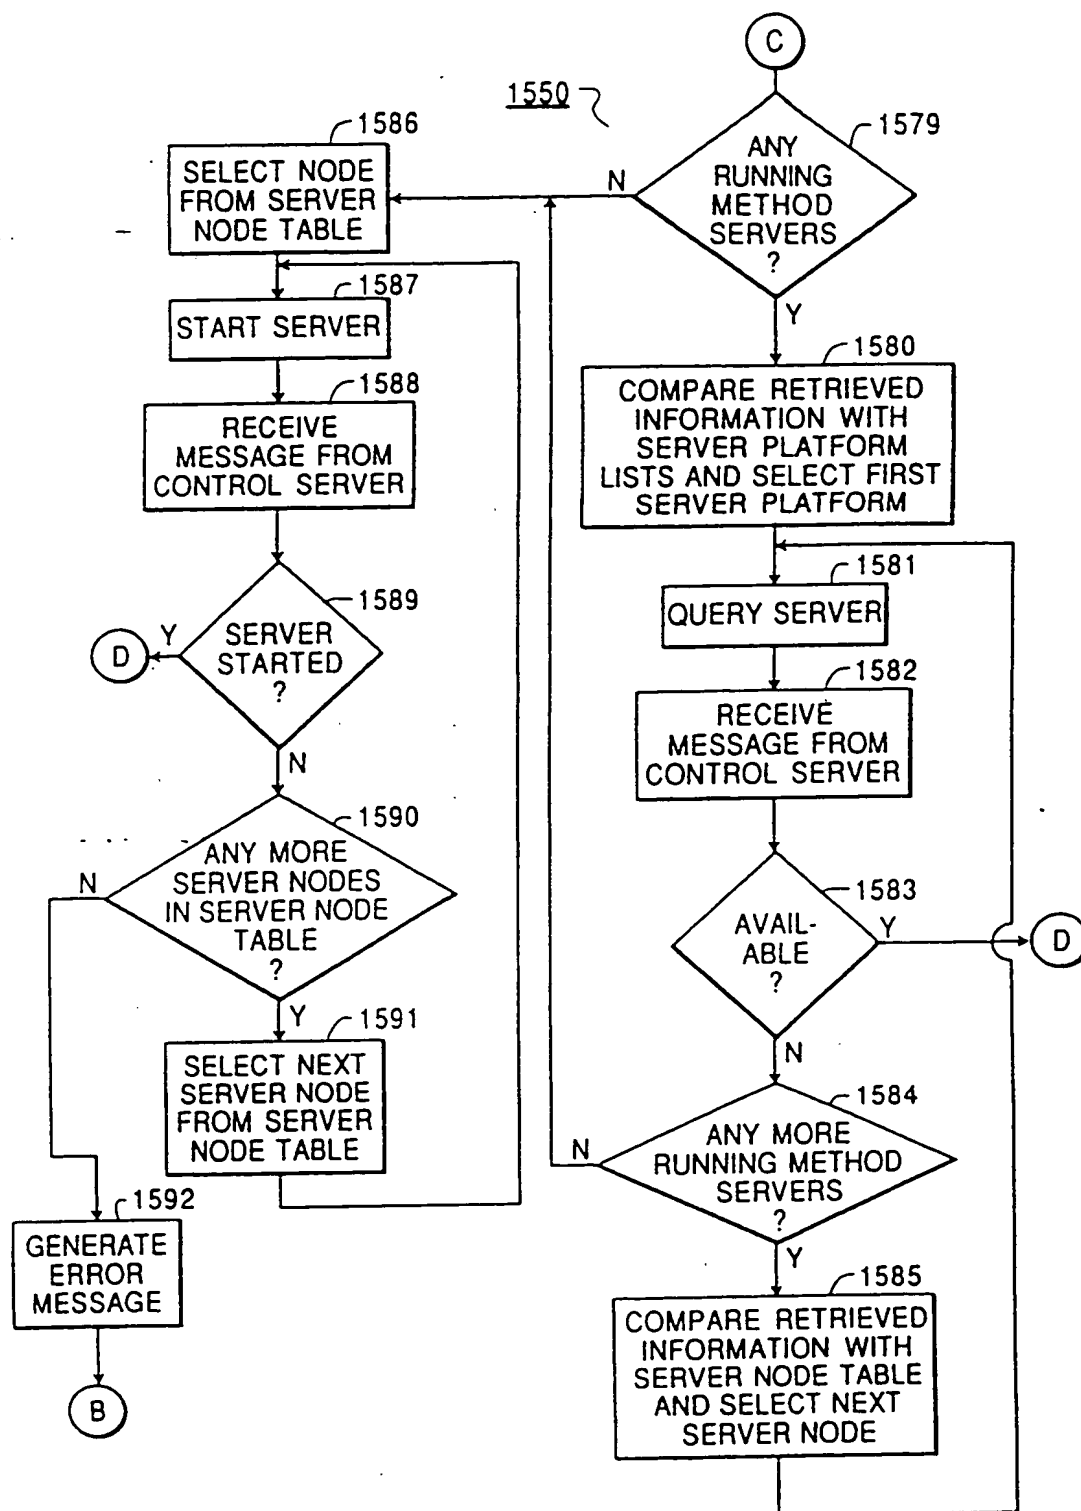 C
1550
1579
ANY
RUNNING
METHOD
SERVERS
?
N
Y
1586
SELECT NODE
FROM SERVER
NODE TABLE
1587
START SERVER
1588
RECEIVE
MESSAGE FROM
CONTROL SERVER
1589
SERVER
STARTED
?
Y
D
N
1590
ANY MORE
SERVER NODES
IN SERVER NODE
TABLE
?
N
Y
1591
SELECT NEXT
SERVER NODE
FROM SERVER
NODE TABLE
1592
GENERATE
ERROR
MESSAGE
B
1580
COMPARE RETRIEVED
INFORMATION WITH
SERVER PLATFORM
LISTS AND SELECT FIRST
SERVER PLATFORM
1581
QUERY SERVER
1582
RECEIVE
MESSAGE FROM
CONTROL SERVER
1583
AVAIL-
ABLE
?
Y
D
N
1584
ANY MORE
RUNNING METHOD
SERVERS
?
N
Y
1585
COMPARE RETRIEVED
INFORMATION WITH
SERVER NODE TABLE
AND SELECT NEXT
SERVER NODE